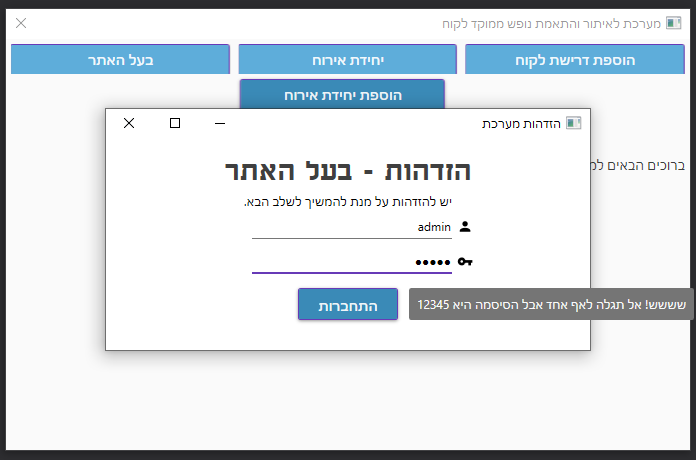 מערכת לאיתור והתאמת נופש ממוקד לקוח
הוספת דרישת לקוח
יחידת אירוח
בעל האתר
הוספת יחידת אירוח
הזדהות מערכת
ברוכים הבאים
הזדהות - בעל האתר
יש להזדהות על מנת להמשיך לשלב הבא.
admin
•••••
התחברות
שששש! אל תגלה לאף אחד אבל הסיסמה היא 12345